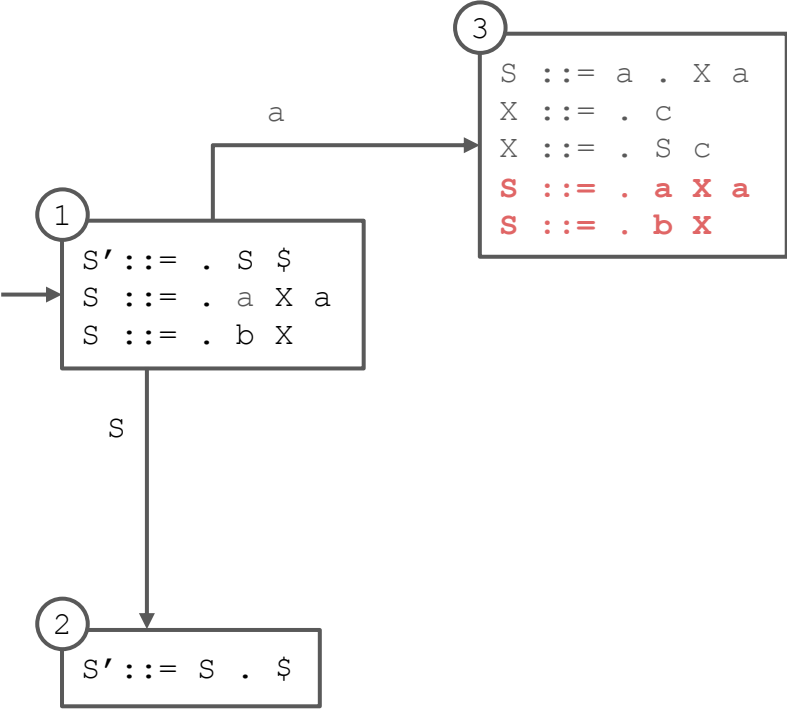 3
S ::= a . X a
X ::= . c
X ::= . S c
S ::= . a X a
S ::= . b X
a
1
S’::= . S $
S ::= . a X a
S ::= . b X
S
2
S’::= S . $